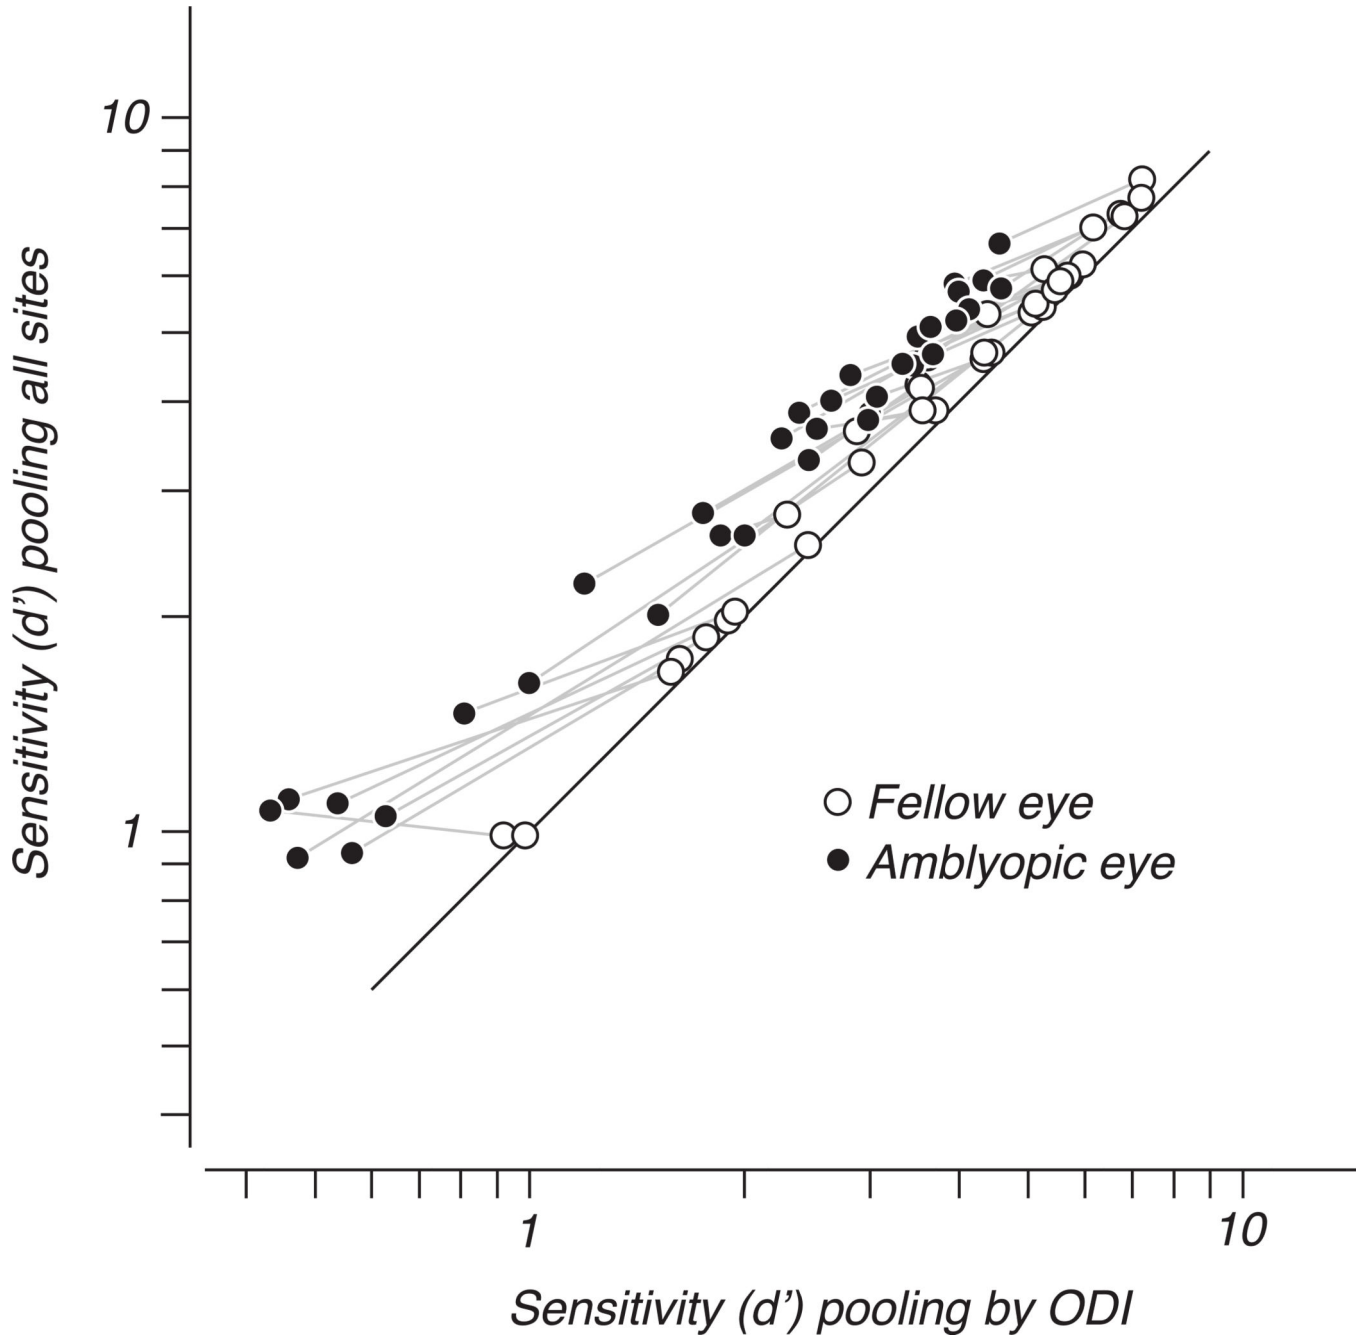 10
1
Sensitivity (d’) pooling all sites
Fellow eye
Amblyopic eye
1
10
Sensitivity (d’) pooling by ODI